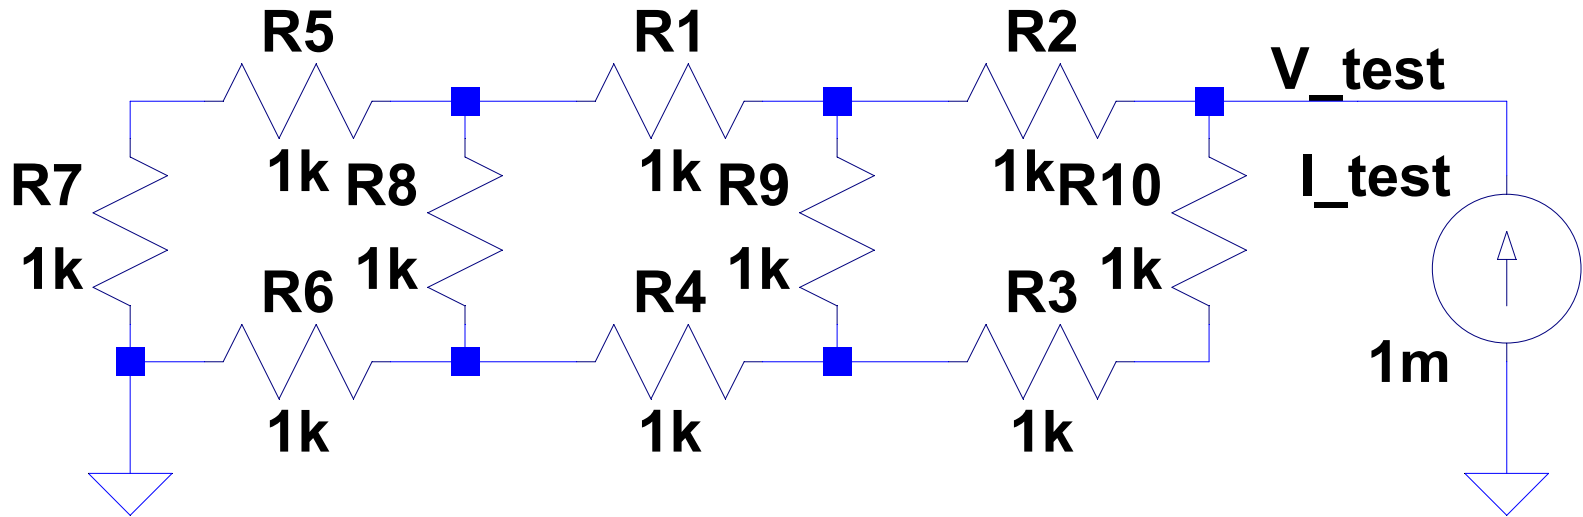 R5 R1 R2
V_test
1k 1k 1k
R7 R8 R9 R10 I_test
1k 1k 1k 1k
R6 R4 R3
1m
1k 1k 1k